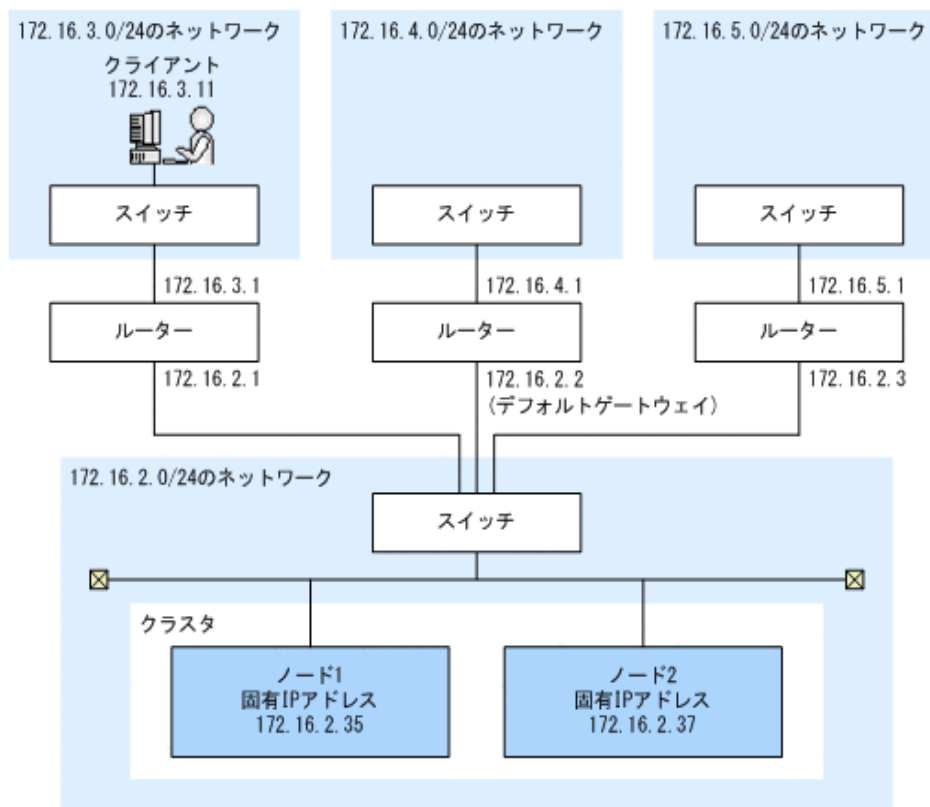 172.16.3.0/24のネットワーク
クライアント
172.16.3.11
スイッチ
172.16.3.1
ルーター
172.16.2.1
172.16.4.0/24のネットワーク
スイッチ
172.16.4.1
ルーター
172.16.2.2
(デフォルトゲートウェイ)
172.16.5.0/24のネットワーク
スイッチ
172.16.5.1
ルーター
172.16.2.3
172.16.2.0/24のネットワーク
スイッチ
クラスタ
ノード1
固有IPアドレス
172.16.2.35
ノード2
固有IPアドレス
172.16.2.37